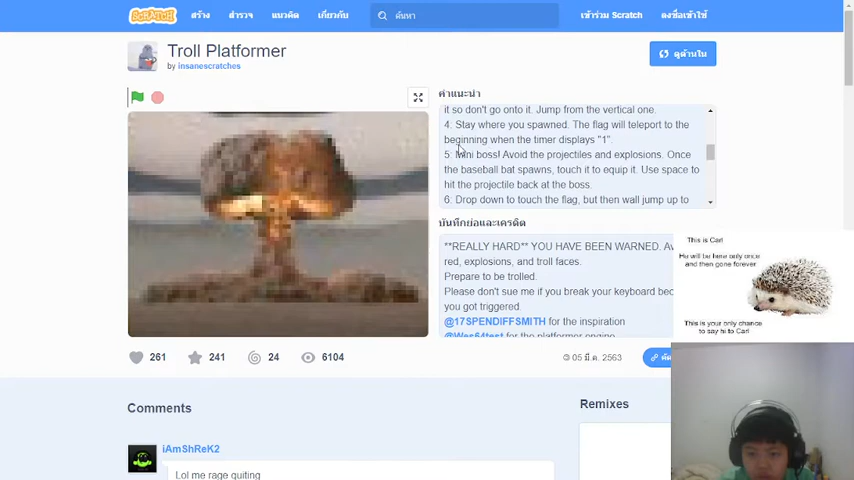 SCRATCH
สร้าง สำรวจ แนวคิด เกี่ยวกับ ค้นหา เข้าร่วม Scratch ลงชื่อเข้าใช้
Troll Platformer
by insanescratches
ดูด้านใน
คำแนะนำ
it so don't go onto it. Jump from the vertical one.
4. Stay where you spawned. The flag will teleport to the
beginning when the timer displays "1".
5. Mini boss! Avoid the projectiles and explosions. Once
the baseball bat spawns, touch it to equip it. Use space to
hit the projectile back at the boss.
6. Drop down to touch the flag, but then wall jump up to
บันทึกย่อและเครดิต
**REALLY HARD** YOU HAVE BEEN WARNED.
red, explosions, and troll faces.
Prepare to be trolled.
Please don't sue me if you break your keyboard
you got triggered.
@17SPENDIFFSMITH for the inspiration
@Wes64test for the platformer engine
This is Carl
He will be here only once
and then gone forever
This is your only chance
to say hi to Carl
261 241 24 6104
05 มี.ค. 2563
Comments
Remixes
iAmShReK2
Lol me rage quiting